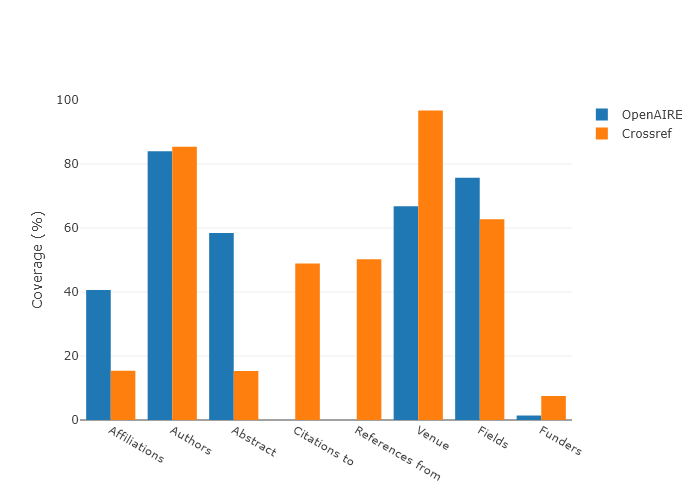 100
80
60
40
20
0
Coverage (%)
Affiliations
Authors
Abstract
Citations to
References from
Venue
Fields
Funders
OpenAIRE
Crossref